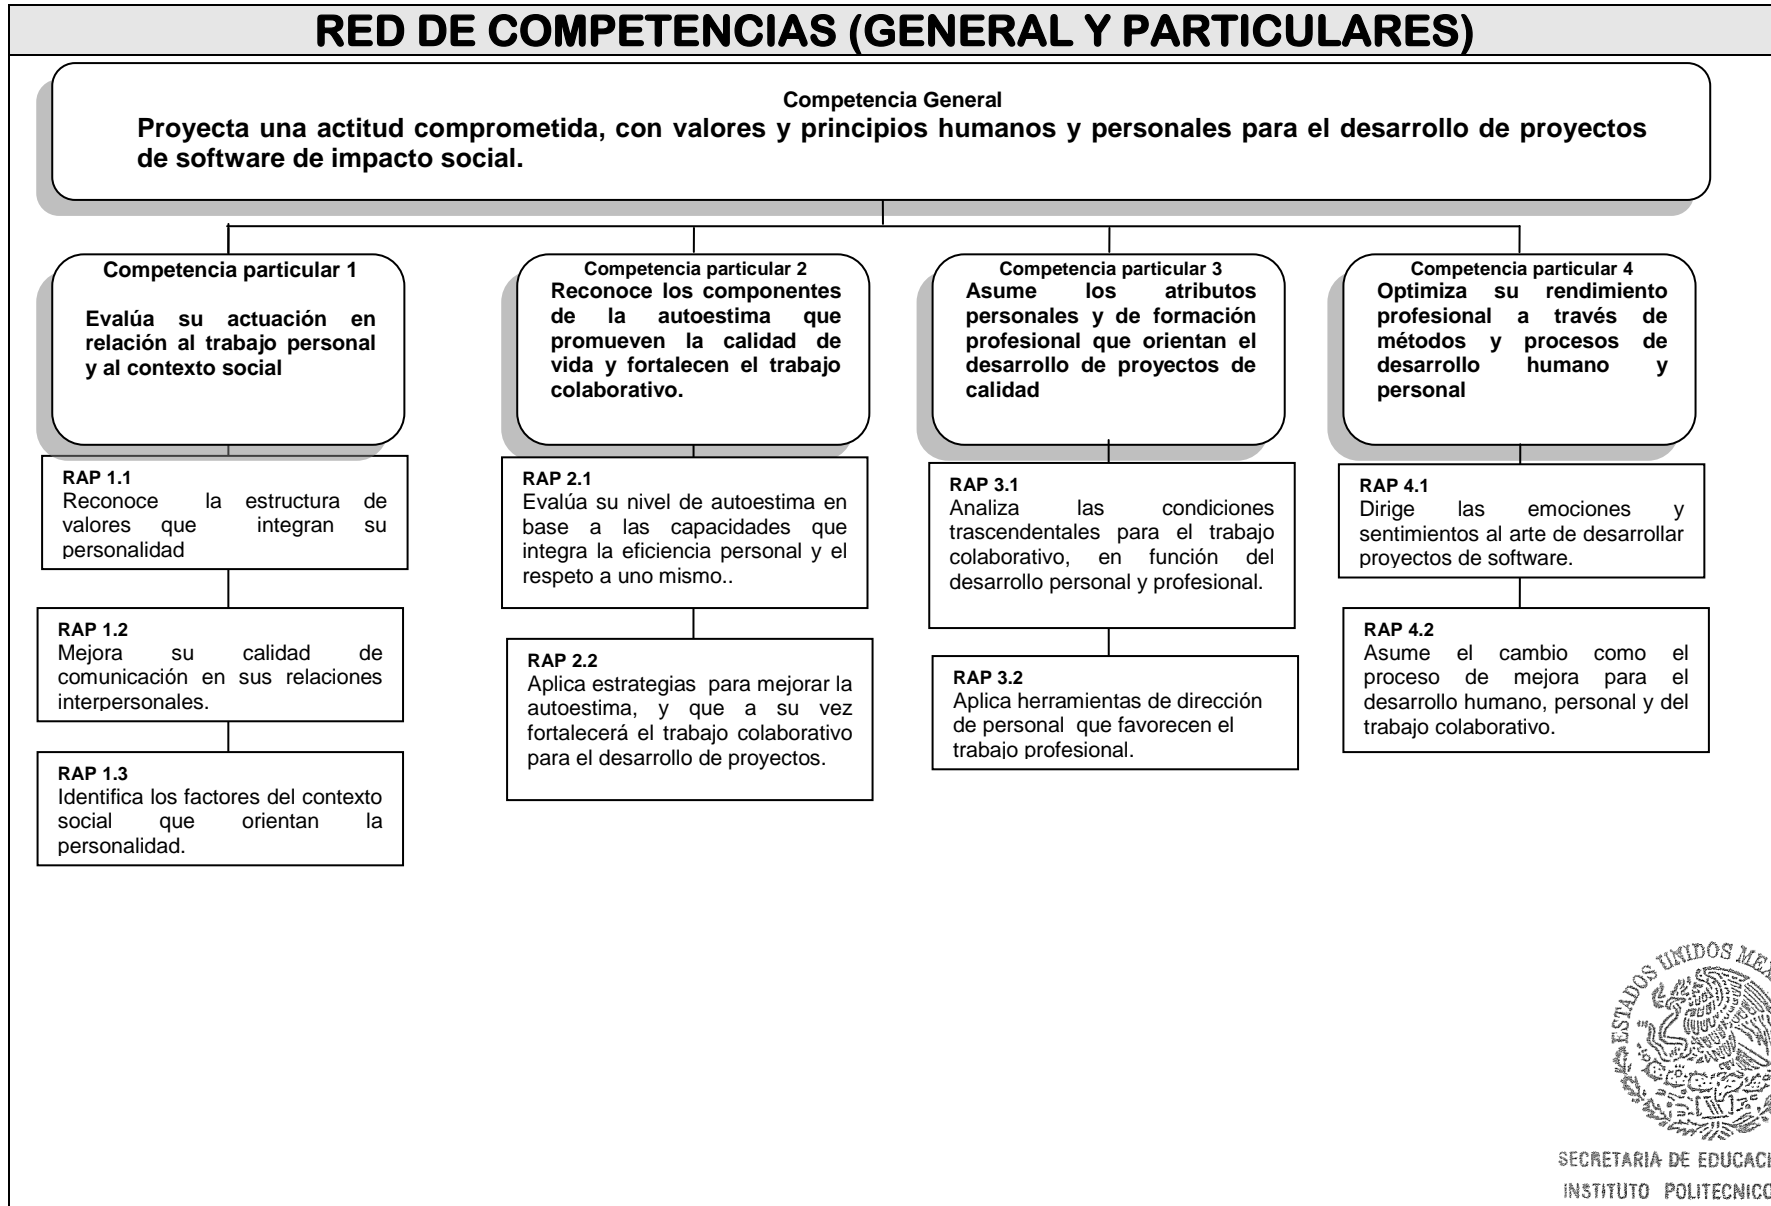 RED DE COMPETENCIAS (GENERAL Y PARTICULARES)
Competencia General
Proyecta una actitud comprometida, con valores y principios humanos y personales para el desarrollo de proyectos
de software de impacto social.
Competencia particular 1
Evalúa su actuación en
relación al trabajo personal
y al contexto social
RAP 1.1
Reconoce la estructura de
valores que integran su
personalidad
RAP 1.2
Mejora su calidad de
comunicación en sus relaciones
interpersonales.
RAP 1.3
Identifica los factores del contexto
social que orientan la
personalidad.
Competencia particular 2
Reconoce los componentes
de la autoestima que
promueven la calidad de
vida y fortalecen el trabajo
colaborativo.
RAP 2.1
Evalúa su nivel de autoestima en
base a las capacidades que
integra la eficiencia personal y el
respeto a uno mismo..
RAP 2.2
Aplica estrategias para mejorar la
autoestima, y que a su vez
fortalecerá el trabajo colaborativo
para el desarrollo de proyectos.
Competencia particular 3
Asume los atributos
personales y de formación
profesional que orientan el
desarrollo de proyectos de
calidad
RAP 3.1
Analiza las condiciones
trascendentales para el trabajo
colaborativo, en función del
desarrollo personal y profesional.
RAP 3.2
Aplica herramientas de dirección
de personal que favorecen el
trabajo profesional.
Competencia particular 4
Optimiza su rendimiento
profesional a través de
métodos y procesos de
desarrollo humano y
personal
RAP 4.1
Dirige las emociones y
sentimientos al arte de desarrollar
proyectos de software.
RAP 4.2
Asume el cambio como el
proceso de mejora para el
desarrollo humano, personal y del
trabajo colaborativo.
ESTADOS UNIDOS MEX
SECRETARIA DE EDUCACI
INSTITUTO POLITECNICO